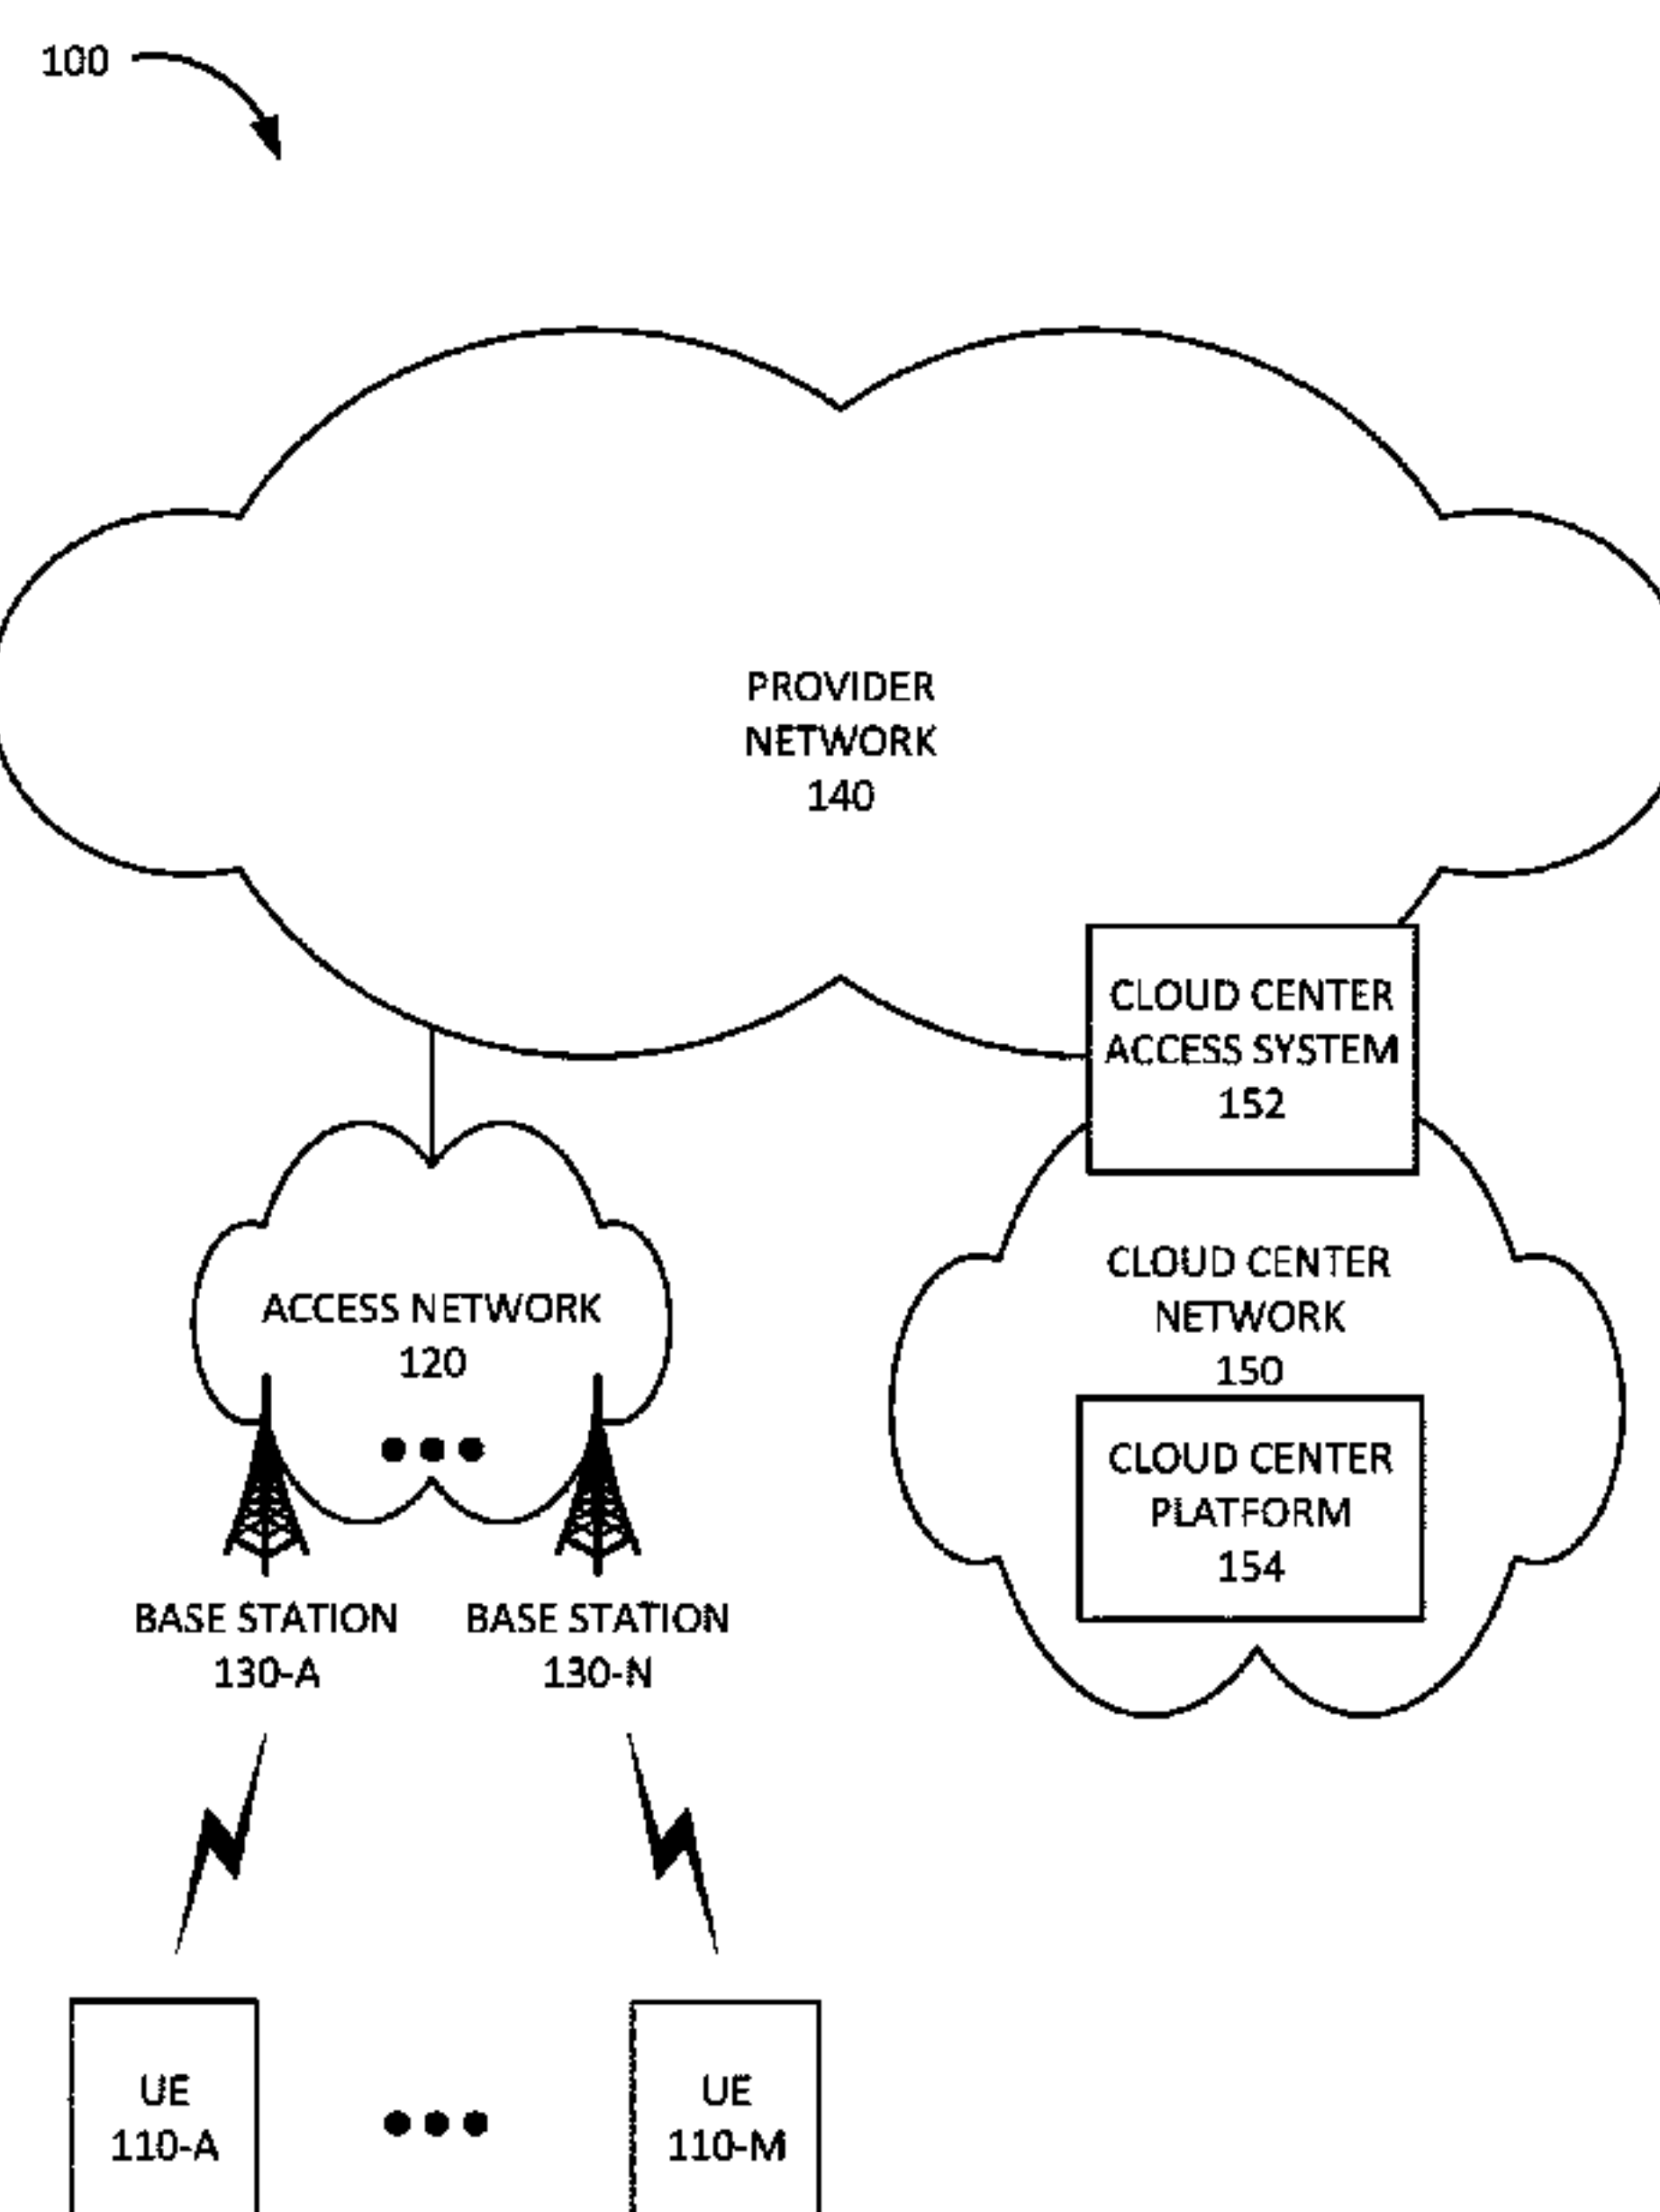 100
PROVIDER
NETWORK
140
CLOUD CENTER
ACCESS SYSTEM
152
ACCESS NETWORK
120
CLOUD CENTER
NETWORK
150
CLOUD CENTER
PLATFORM
154
BASE STATION
130-A
BASE STATION
130-N
UE
110-A
UE
110-M